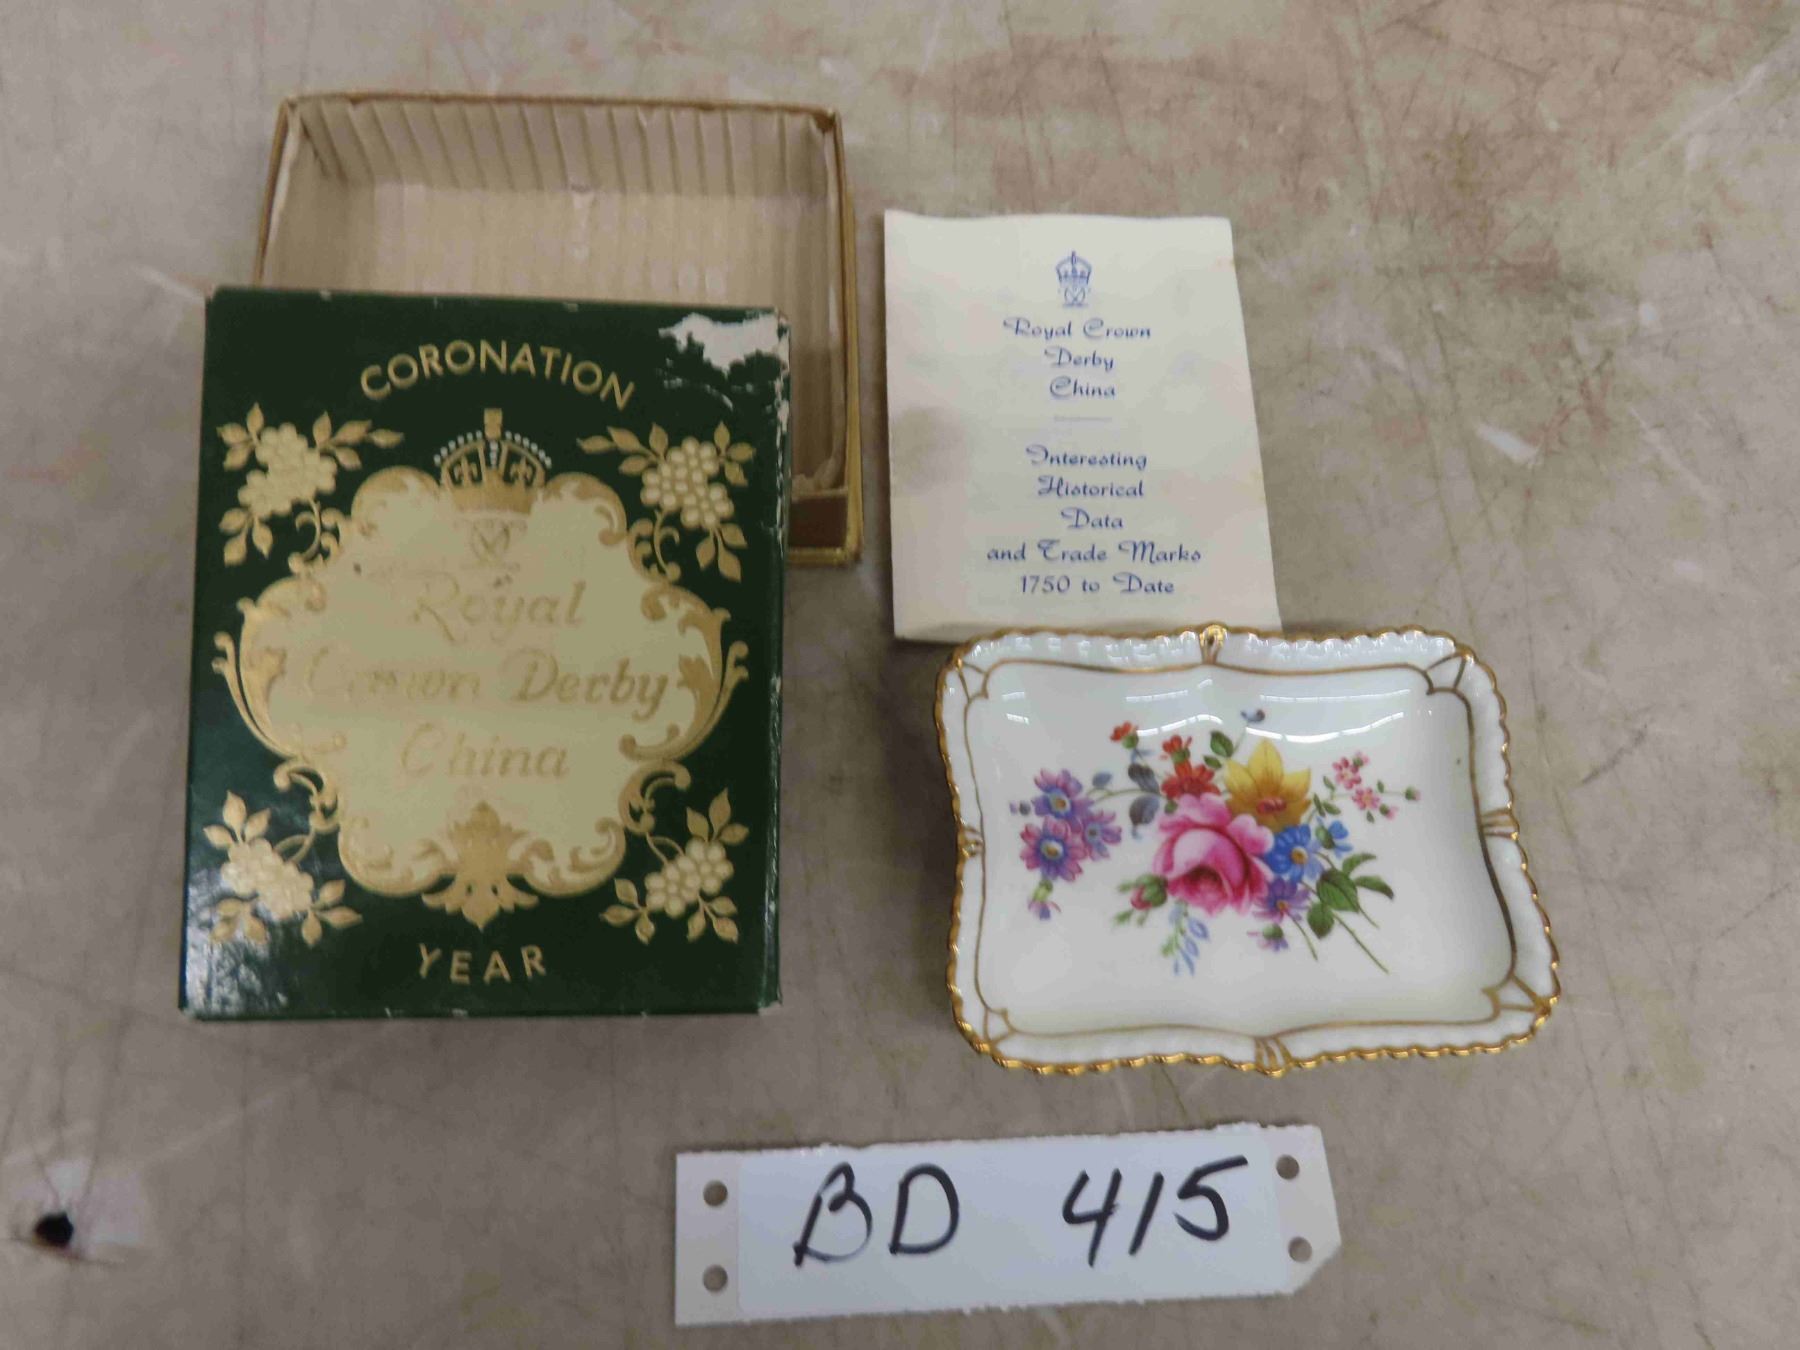 CORONATION
Royal
Crown Derby
China
YEAR
Royal Crown
Derby
China
Interesting
Historical
Data
and Trade Marks
1750 to Date
BD 415